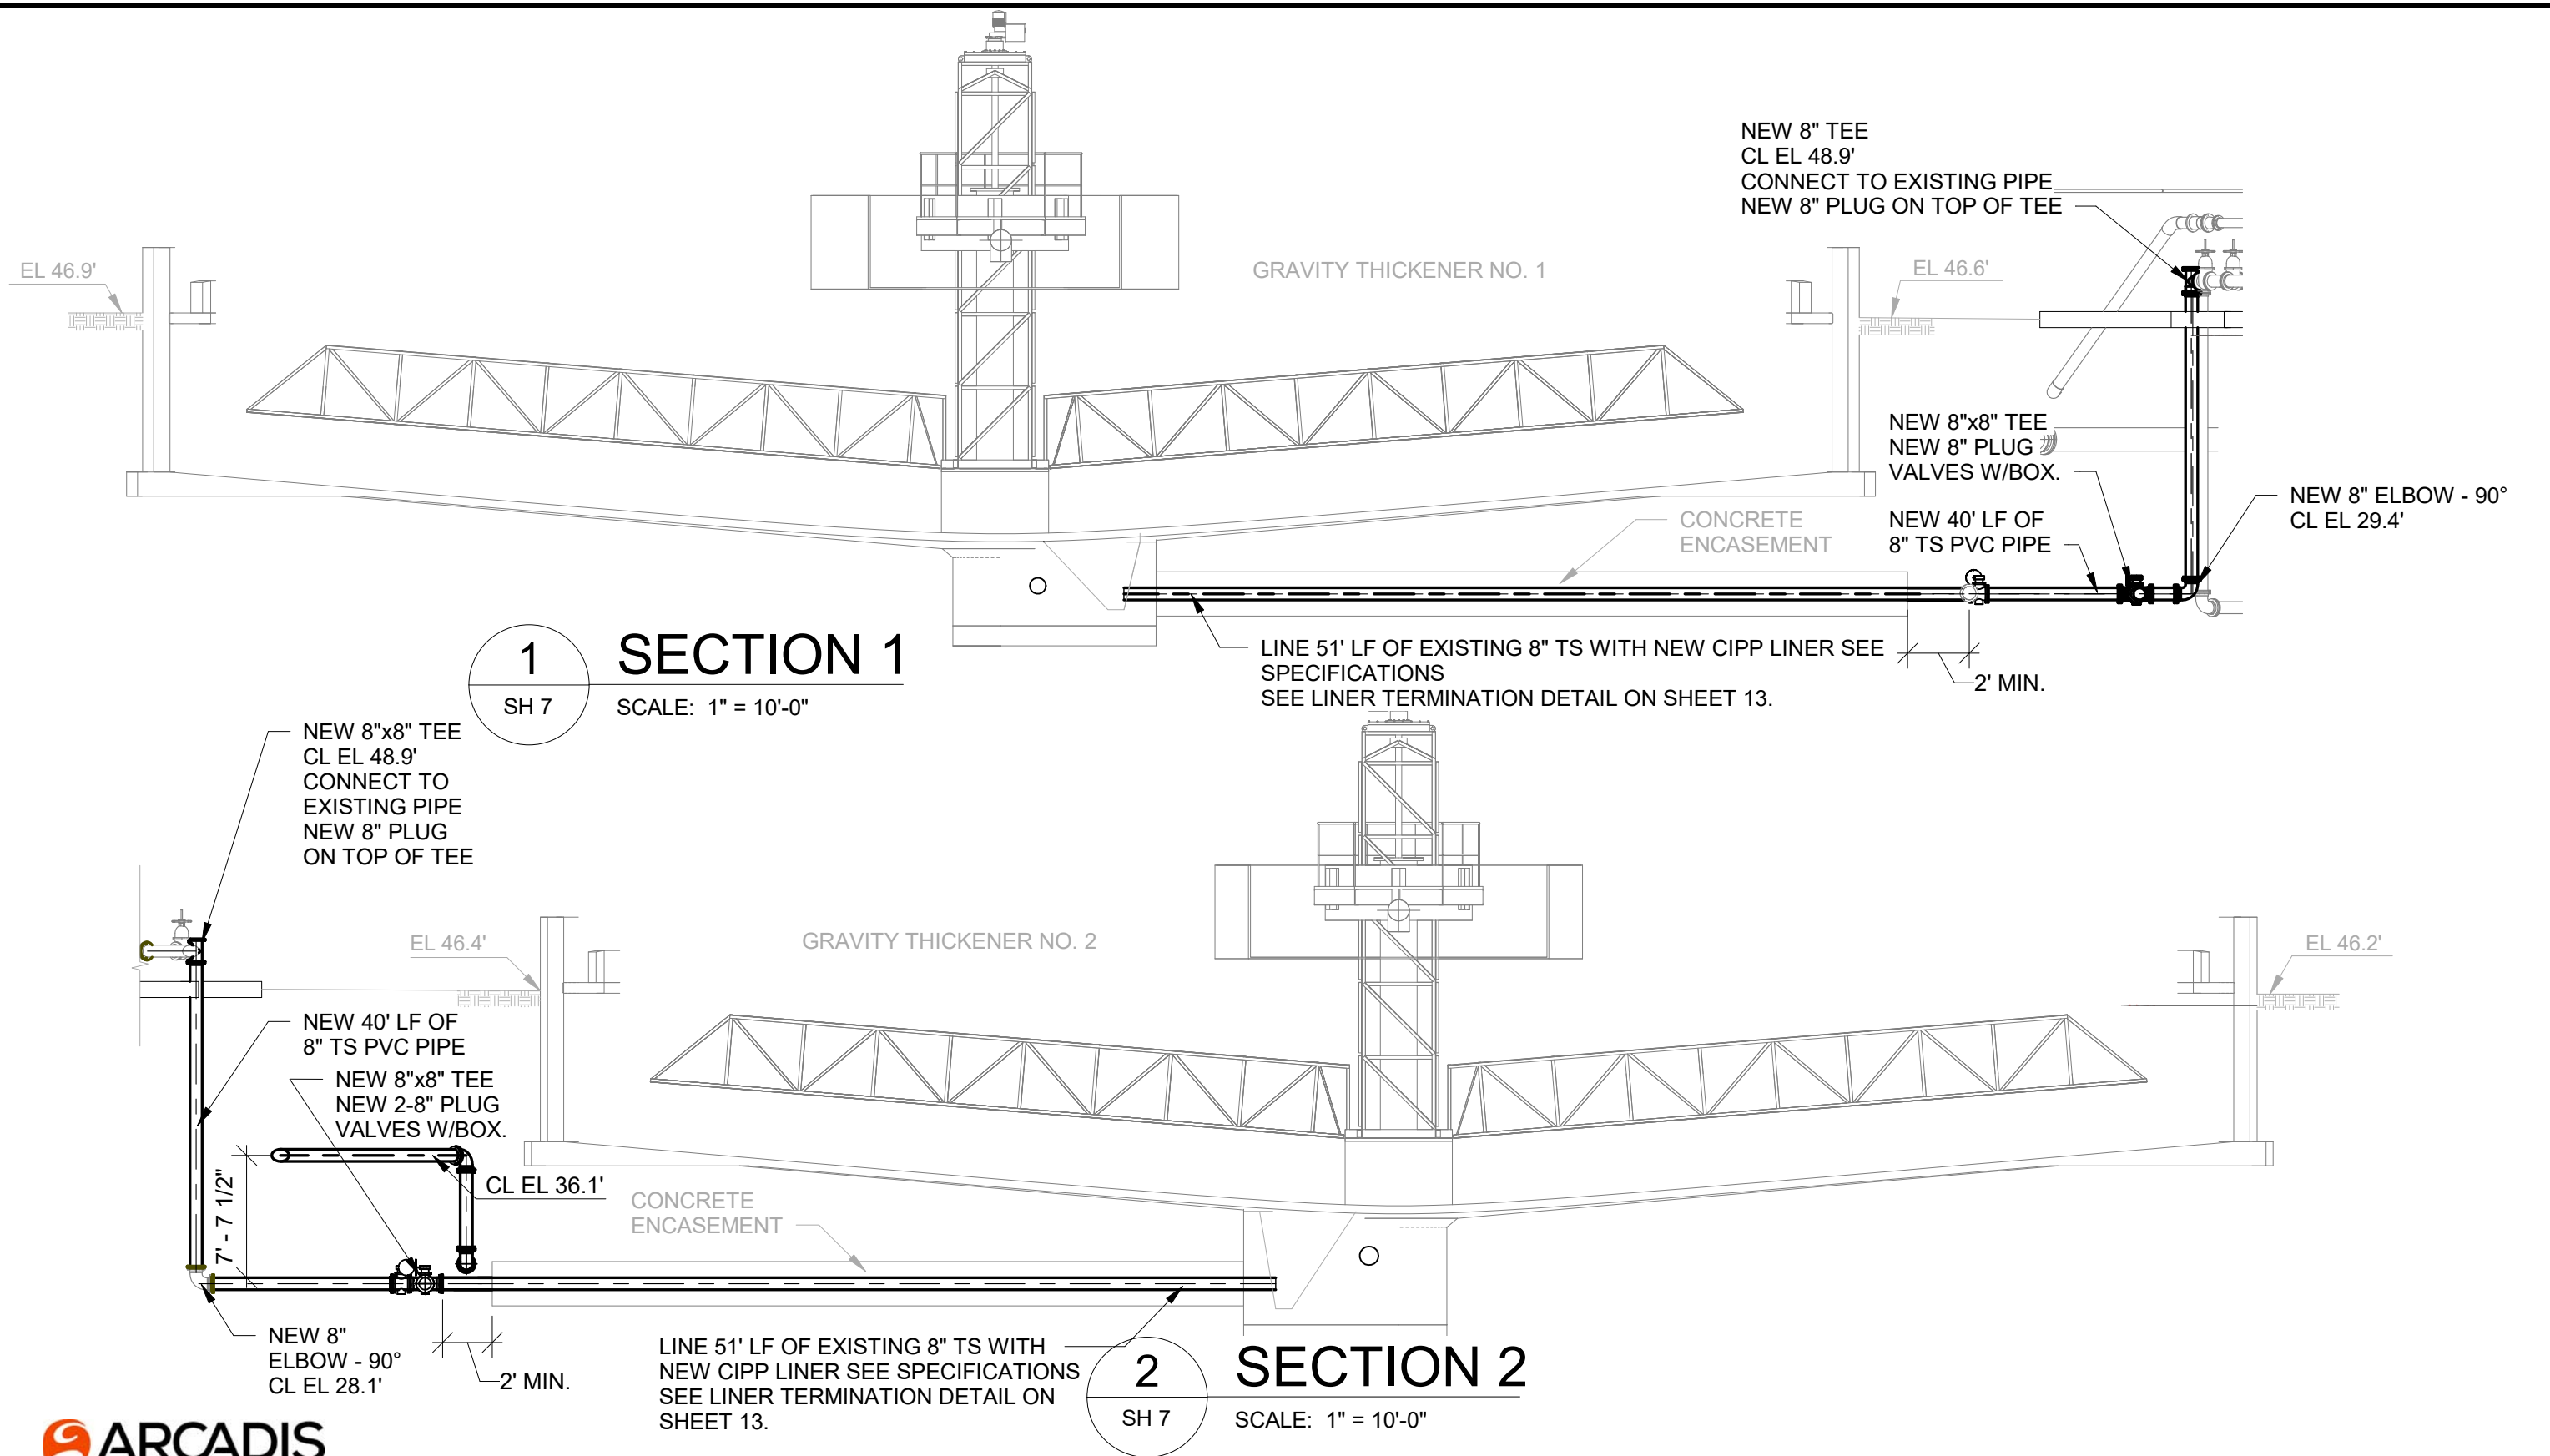 NEW 8" TEE
CL EL 48.9'
CONNECT TO EXISTING PIPE
NEW 8" PLUG ON TOP OF TEE
EL 46.9'
GRAVITY THICKENER NO. 1
EL 46.6'
NEW 8"x8" TEE
NEW 8" PLUG
VALVES W/BOX.
NEW 8" ELBOW - 90°
CL EL 29.4'
CONCRETE
ENCASEMENT
NEW 40' LF OF
8" TS PVC PIPE
LINE 51' LF OF EXISTING 8" TS WITH NEW CIPP LINER SEE
SPECIFICATIONS
SEE LINER TERMINATION DETAIL ON SHEET 13.
2' MIN.
1
SH 7
SECTION 1
SCALE: 1" = 10'-0"
NEW 8"x8" TEE
CL EL 48.9'
CONNECT TO
EXISTING PIPE
NEW 8" PLUG
ON TOP OF TEE
EL 46.4'
GRAVITY THICKENER NO. 2
EL 46.2'
NEW 40' LF OF
8" TS PVC PIPE
NEW 8"x8" TEE
NEW 2-8" PLUG
VALVES W/BOX.
CL EL 36.1'
7' - 7 1/2"
CONCRETE
ENCASEMENT
NEW 8"
ELBOW - 90°
CL EL 28.1'
2' MIN.
LINE 51' LF OF EXISTING 8" TS WITH
NEW CIPP LINER SEE SPECIFICATIONS
SEE LINER TERMINATION DETAIL ON
SHEET 13.
2
SH 7
SECTION 2
SCALE: 1" = 10'-0"
ARCADIS